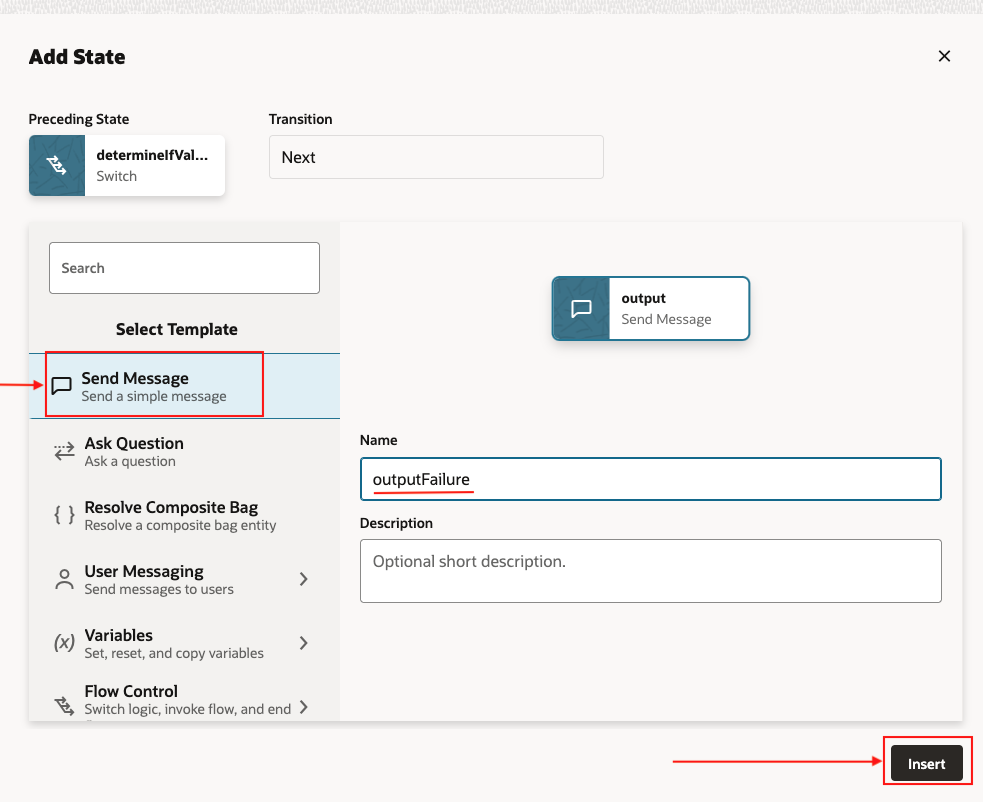 Add State
Preceding State
Transition
determineIfVal...
Switch
Next
Search
Select Template
Send Message
Send a simple message
Ask Question
Ask a question
Resolve Composite Bag
Resolve a composite bag entity
User Messaging
Send messages to users
(x) Variables
Set, reset, and copy variables
Flow Control
Switch logic, invoke flow, and end
output
Send Message
Name
outputFailure
Description
Optional short description.
Insert